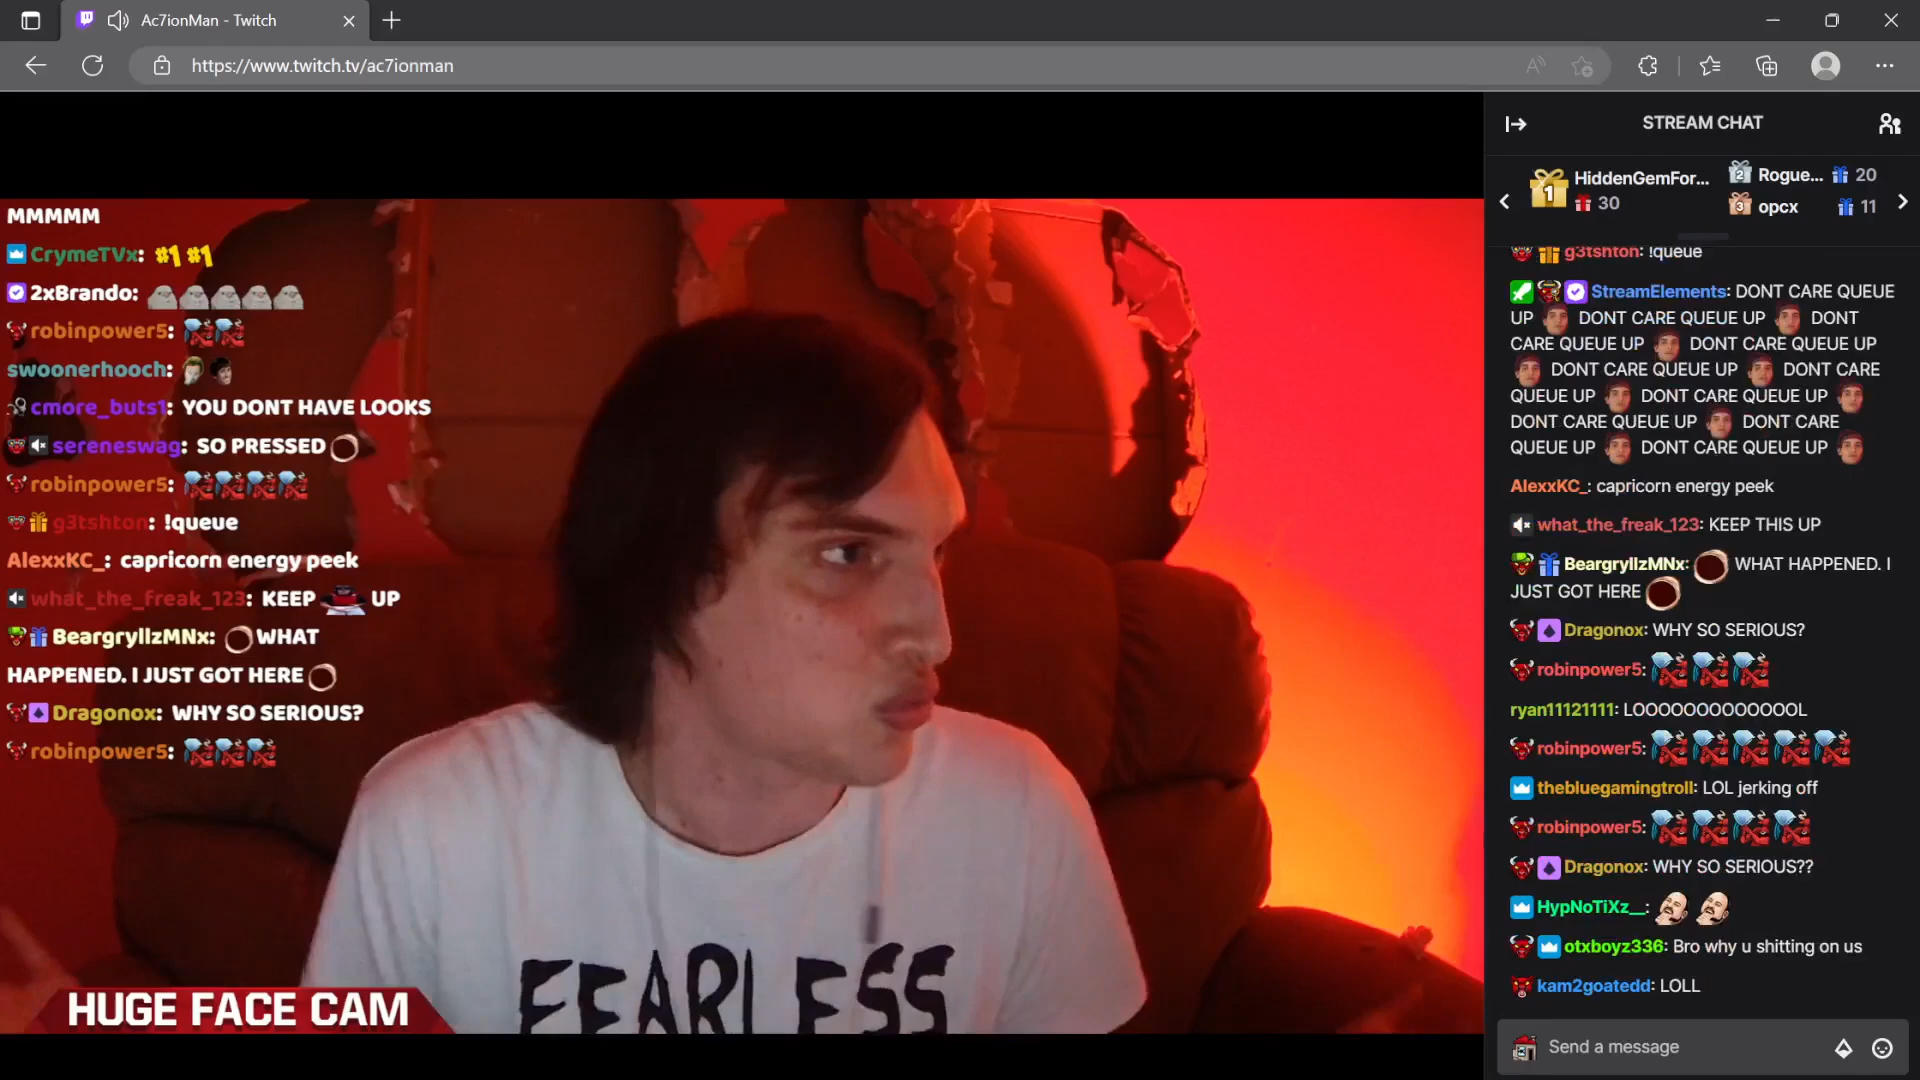 Ac7ionMan - Twitch
https://www.twitch.tv/ac7ionman
MMMMM
CrymeTVx: #1 #1
2xBrando:
robinpower5:
swoonerhooch:
cmore_buts1: YOU DONT HAVE LOOKS
sereneswag: SO PRESSED
robinpower5:
g3tshton: !queue
AlexxKC_: capricorn energy peek
what_the_freak_123: KEEP UP
BeargryllzMNx: WHAT
HAPPENED. I JUST GOT HERE
Dragonox: WHY SO SERIOUS?
robinpower5:
FEARLESS
HUGE FACE CAM
STREAM CHAT
1 HiddenGemFor...
30
2 Rogue... 20
3 opcx 11
g3tshton: !queue
StreamElements: DONT CARE QUEUE
UP DONT CARE QUEUE UP DONT
CARE QUEUE UP DONT CARE QUEUE UP
DONT CARE QUEUE UP DONT CARE
QUEUE UP DONT CARE QUEUE UP
DONT CARE QUEUE UP DONT CARE
QUEUE UP DONT CARE QUEUE UP
AlexxKC_: capricorn energy peek
what_the_freak_123: KEEP THIS UP
BeargryllzMNx: WHAT HAPPENED. I
JUST GOT HERE
Dragonox: WHY SO SERIOUS?
robinpower5:
ryan11121111: LOOOOOOOOOOOOOL
robinpower5:
thebluegamingtroll: LOL jerking off
robinpower5:
Dragonox: WHY SO SERIOUS??
HypNoTiXz__:
otxboyz336: Bro why u shitting on us
kam2goatedd: LOLL
Send a message